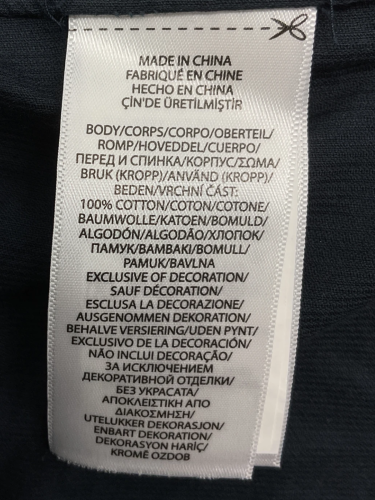 MADE IN CHINA
FABRIQUÉ EN CHINE
HECHO EN CHINA
ÇİN'DE ÜRETİLMİŞTİR
BODY/CORPS/CORPO/OBERTEIL/
ROMP/HOVEDDEL/CUERPO/
ПЕРЕД И СПИНКА/КОРПУС/ΣΩΜΑ/
BRUK (KROPP)/ANVÄND (KROPP)/
BEDEN/VRCHNÍ ČÁST:
100% COTTON/COTON/COTONE/
BAUMWOLLE/KATOEN/BOMULD/
ALGODÓN/ALGODÃO/ХЛОПОК/
ПАМУК/BAMBAKI/BOMULL/
PAMUK/BAVLNA
EXCLUSIVE OF DECORATION/
SAUF DÉCORATION/
ESCLUSA LA DECORAZIONE/
AUSGENOMMEN DEKORATION/
BEHALVE VERSIERING/UDEN PYNT/
EXCLUSIVO DE LA DECORACIÓN/
NÃO INCLUI DECORAÇÃO/
ЗА ИСКЛЮЧЕНИЕМ
ДЕКОРАТИВНОЙ ОТДЕЛКИ/
БЕЗ УКРАСАТА/
ΑΠΟΚΛΕΙΣΤΙΚΗ ΑΠΟ
ΔΙΑΚΟΣΜΗΣΗ/
UTELUKKER DEKORASJON/
ENBART DEKORATION/
DEKORASYON HARİÇ/
KROMĚ OZDOB